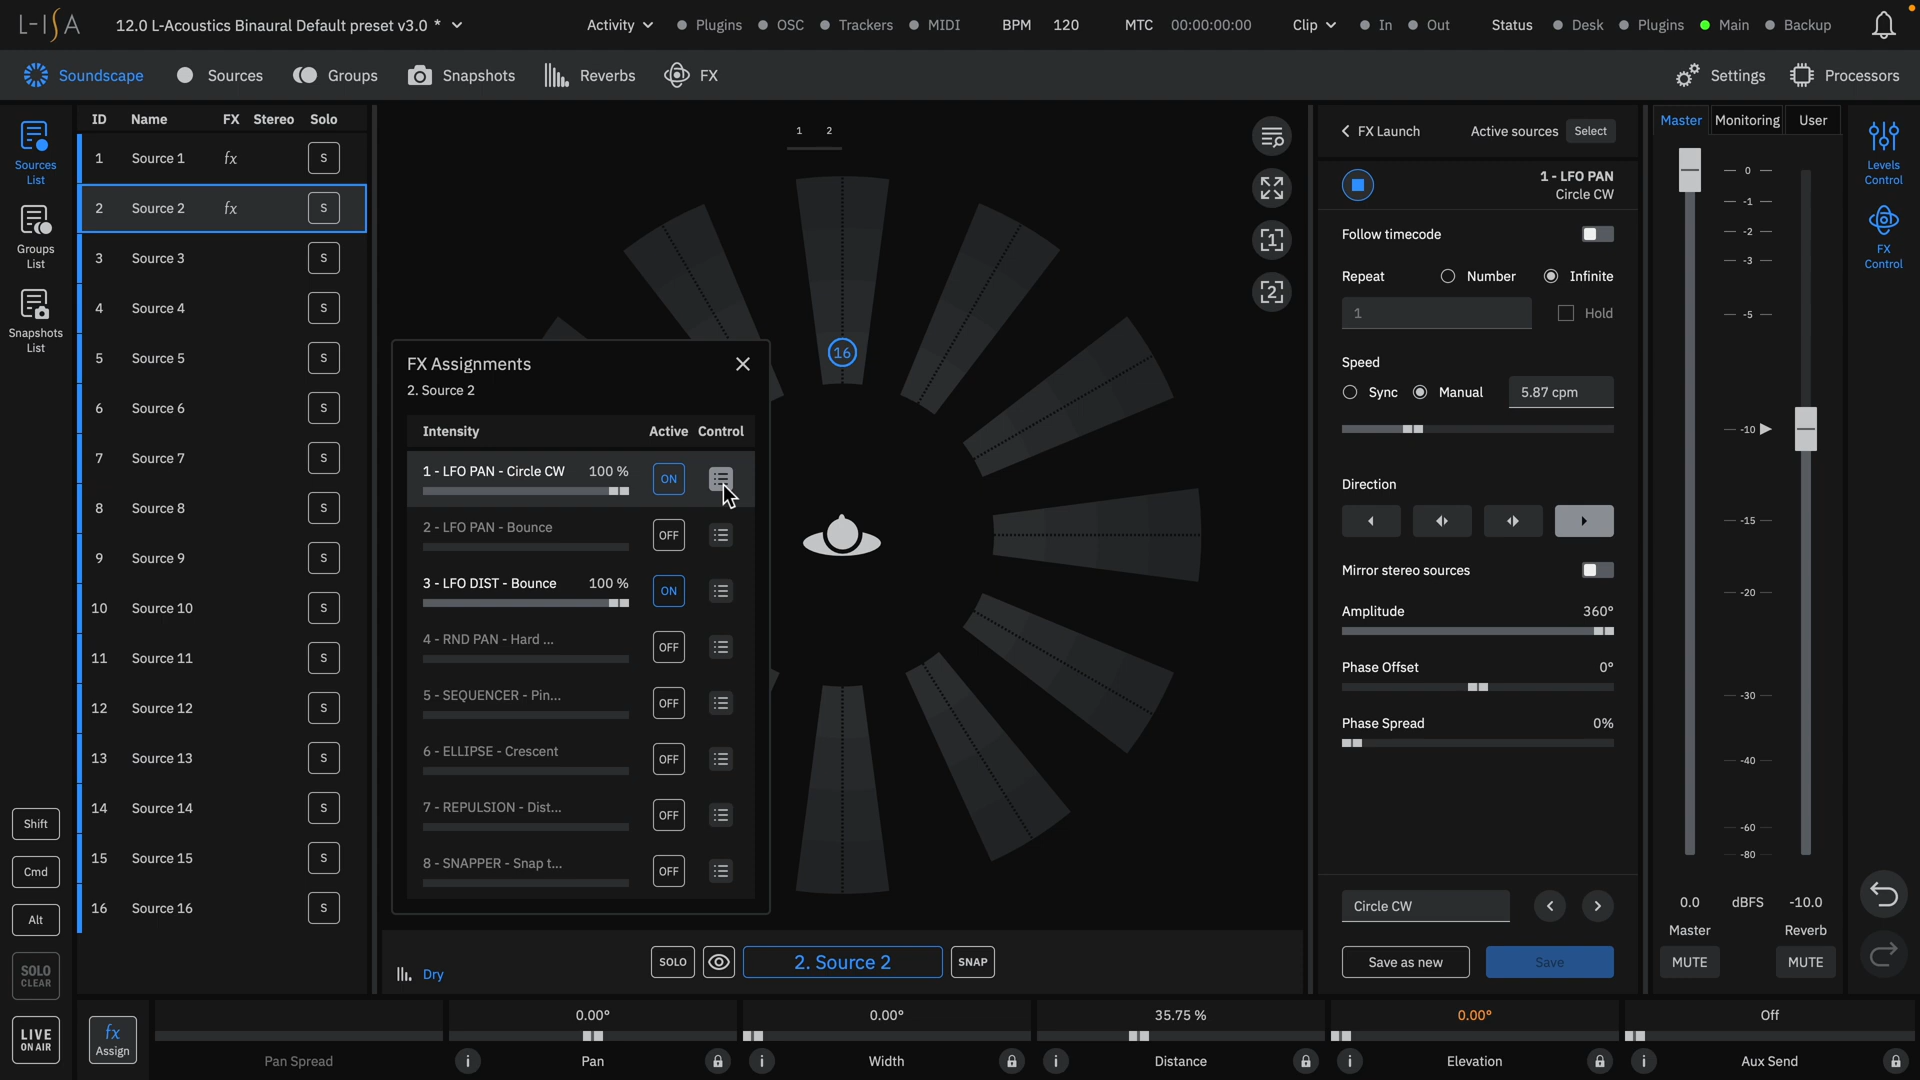 L-ISA
12.0 L-Acoustics Binaural Default preset v3.0 *
Activity
Plugins
OSC
Trackers
MIDI
BPM 120
MTC 00:00:00:00
Clip
In
Out
Status
Desk
Plugins
Main
Backup
Soundscape
Sources
Groups
Snapshots
Reverbs
FX
Settings
Processors
Sources
List
Groups
List
Snapshots
List
Shift
Cmd
Alt
SOLO
CLEAR
LIVE
ON AIR
ID Name FX Stereo Solo
1 Source 1 fx S
2 Source 2 fx S
3 Source 3 S
4 Source 4 S
5 Source 5 S
6 Source 6 S
7 Source 7 S
8 Source 8 S
9 Source 9 S
10 Source 10 S
11 Source 11 S
12 Source 12 S
13 Source 13 S
14 Source 14 S
15 Source 15 S
16 Source 16 S
1 2
16
1
2
FX Assignments
2. Source 2
Intensity Active Control
1 - LFO PAN - Circle CW 100 % ON
2 - LFO PAN - Bounce OFF
3 - LFO DIST - Bounce 100 % ON
4 - RND PAN - Hard ... OFF
5 - SEQUENCER - Pin... OFF
6 - ELLIPSE - Crescent OFF
7 - REPULSION - Dist... OFF
8 - SNAPPER - Snap t... OFF
Dry
SOLO
2. Source 2
SNAP
FX Launch
Active sources Select
1 - LFO PAN
Circle CW
Follow timecode
Repeat Number Infinite
1 Hold
Speed
Sync Manual 5.87 cpm
Direction
Mirror stereo sources
Amplitude 360°
Phase Offset 0°
Phase Spread 0%
Circle CW
Save as new Save
Master Monitoring User
0
-1
-2
-3
-5
-10
-15
-20
-30
-40
-60
-80
0.0 dBFS -10.0
Master Reverb
MUTE MUTE
Levels
Control
FX
Control
fx
Assign
Pan Spread
0.00°
i Pan
0.00°
i Width
35.75 %
i Distance
0.00°
i Elevation
Off
i Aux Send